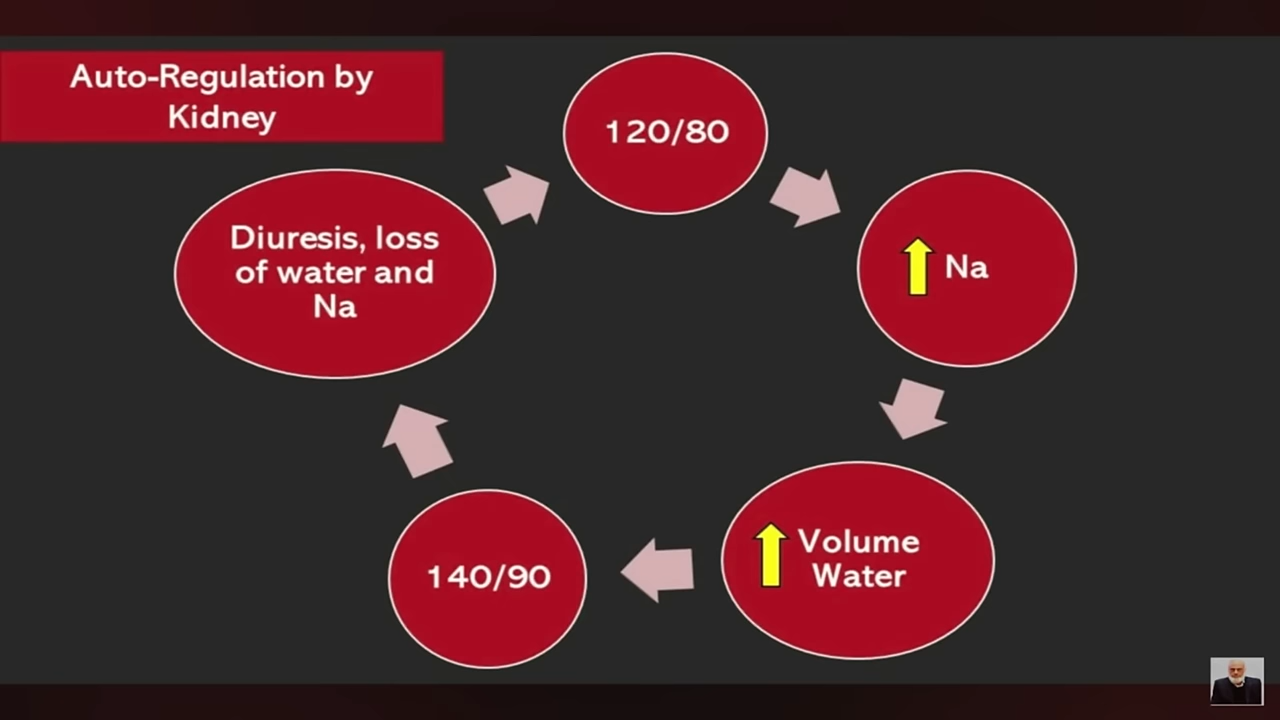 Auto-Regulation by
Kidney
120/80
Na
Volume
Water
140/90
Diuresis, loss
of water and
Na